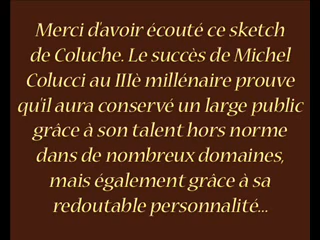 Merci d'avoir écouté ce sketch
de Coluche. Le succès de Michel
Colucci au IIIè millénaire prouve
qu'il aura conservé un large public
grâce à son talent hors norme
dans de nombreux domaines,
mais également grâce à sa
redoutable personnalité...